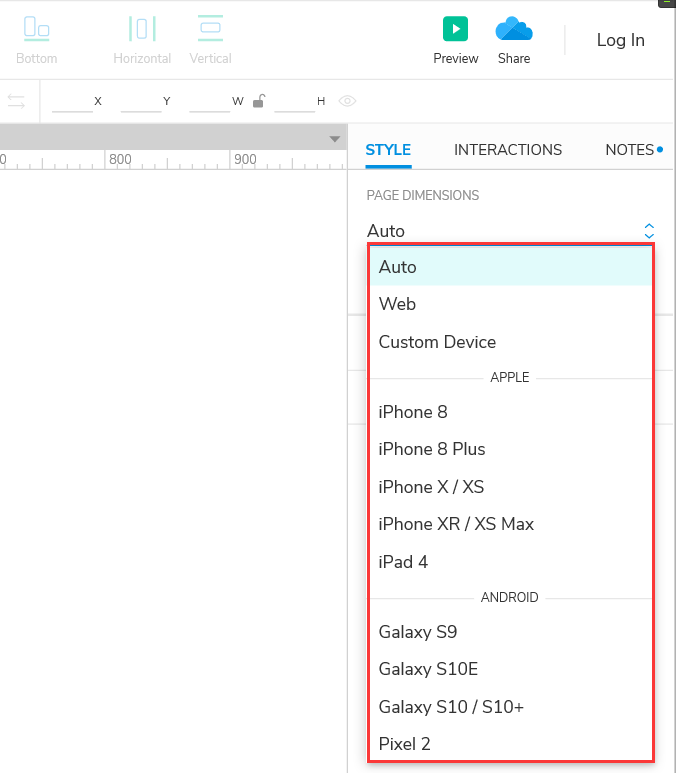 Bottom Horizontal Vertical Preview Share Log In
X Y W H
0 800 900
STYLE INTERACTIONS NOTES
PAGE DIMENSIONS
Auto
Auto
Web
Custom Device
APPLE
iPhone 8
iPhone 8 Plus
iPhone X / XS
iPhone XR / XS Max
iPad 4
ANDROID
Galaxy S9
Galaxy S10E
Galaxy S10 / S10+
Pixel 2